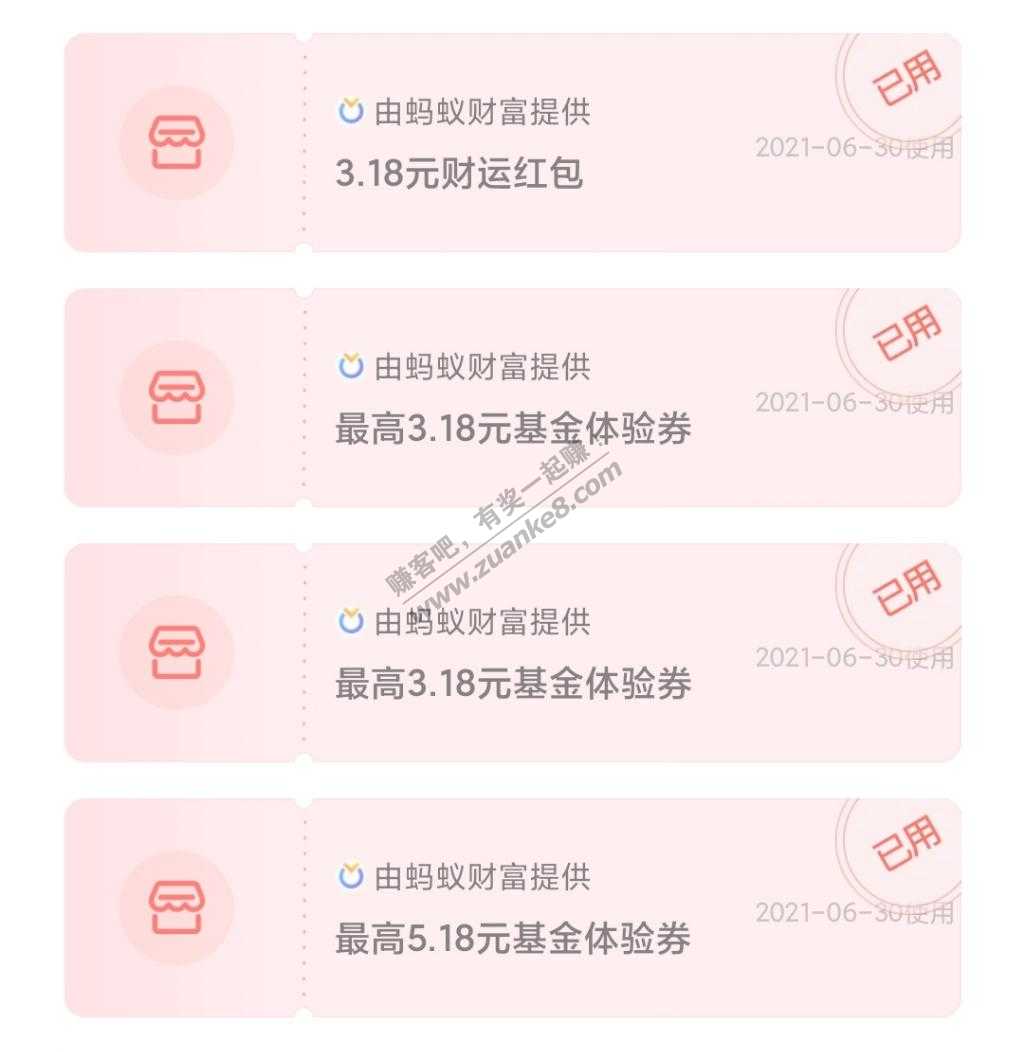 已用
由蚂蚁财富提供
2021-06-30使用
3.18元财运红包
已用
由蚂蚁财富提供
2021-06-30使用
最高3.18元基金体验券
赚客吧，有奖一起赚！
www.zuanke8.com
已用
由蚂蚁财富提供
2021-06-30使用
最高3.18元基金体验券
已用
由蚂蚁财富提供
2021-06-30使用
最高5.18元基金体验券